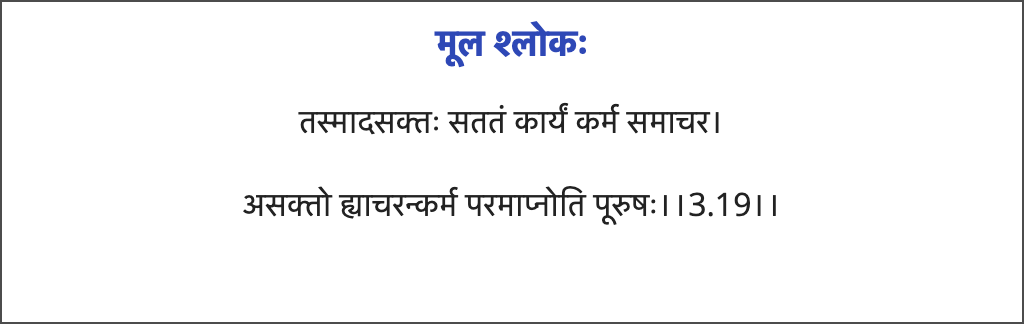 मूल श्लोकः
तस्मादसक्तः सततं कार्यं कर्म समाचर।
असक्तो ह्याचरन्कर्म परमाप्नोति पूरुषः।।3.19।।